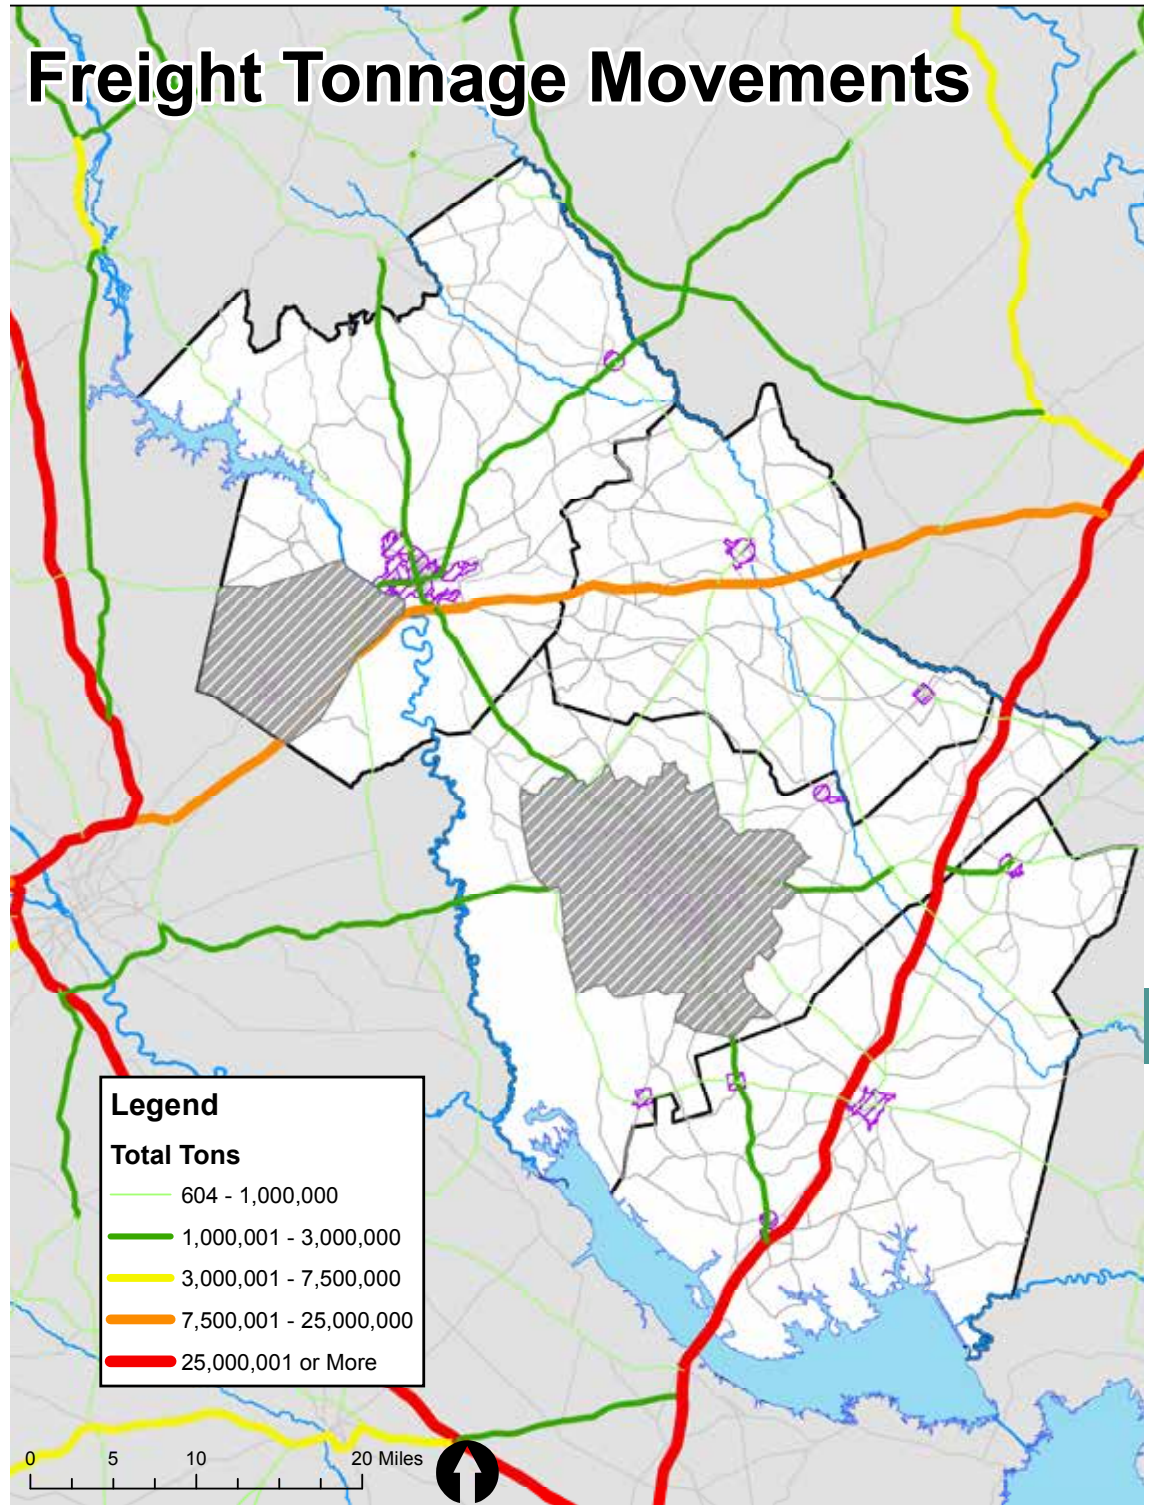 Freight Tonnage Movements
Legend
Total Tons
604 - 1,000,000
1,000,001 - 3,000,000
3,000,001 - 7,500,000
7,500,001 - 25,000,000
25,000,001 or More
0 5 10 20 Miles